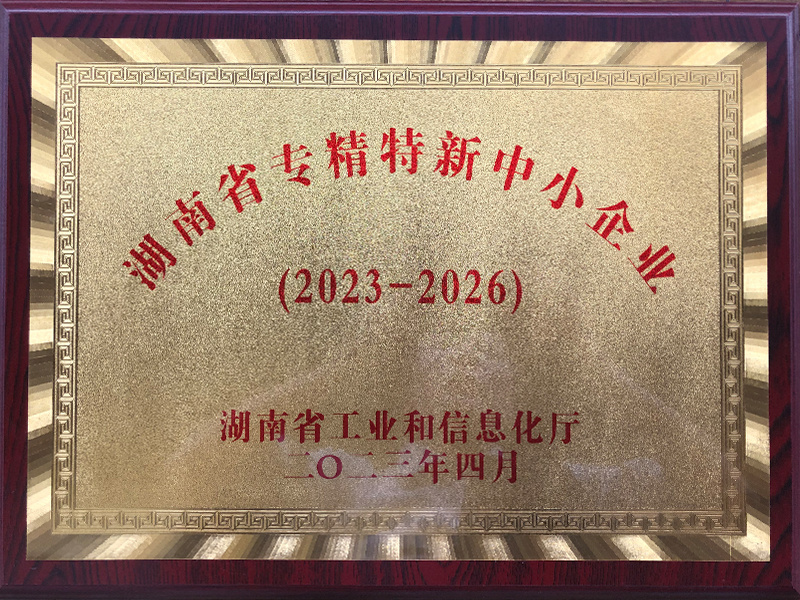 湖南省专精特新中小企业
(2023-2026)
湖南省工业和信息化厅
二〇二三年四月